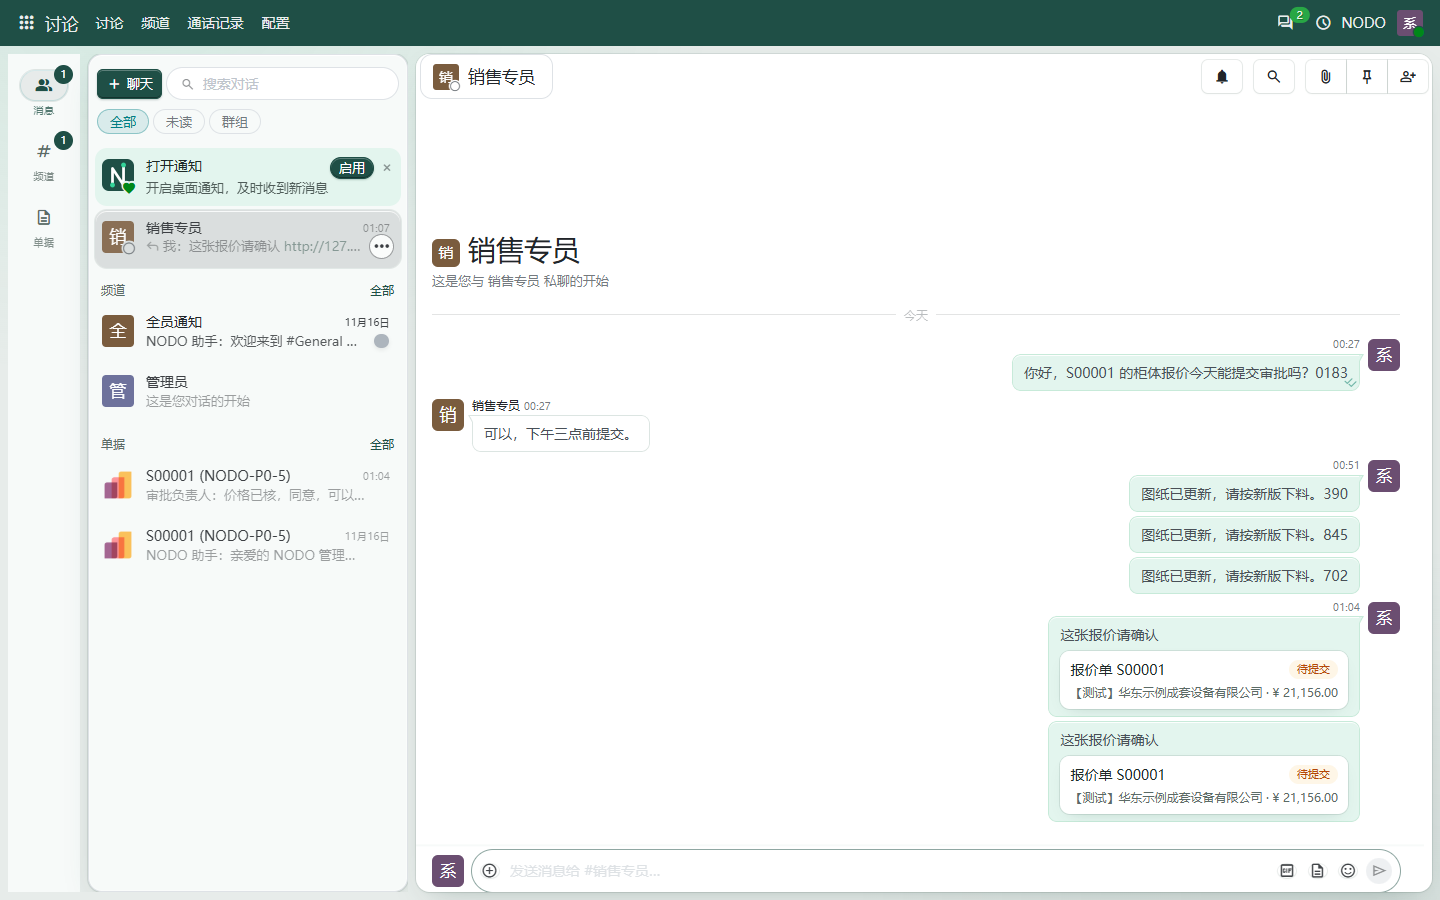 讨论 讨论 频道 通话记录 配置 2 NODO 系
1
消息
1
频道
单据
聊天 搜索对话
全部 未读 群组
打开通知 启用
开启桌面通知，及时收到新消息
销 销售专员 01:07
我：这张报价请确认 http://127....
频道 全部
全 全员通知 11月16日
NODO 助手：欢迎来到 #General ...
管 管理员
这是您对话的开始
单据 全部
S00001 (NODO-P0-5) 01:04
审批负责人：价格已核，同意，可以...
S00001 (NODO-P0-5) 11月16日
NODO 助手：亲爱的 NODO 管理...
销 销售专员
销 销售专员
这是您与 销售专员 私聊的开始
今天
00:27 系
你好，S00001 的柜体报价今天能提交审批吗？0183
销 销售专员 00:27
可以，下午三点前提交。
00:51 系
图纸已更新，请按新版下料。390
图纸已更新，请按新版下料。845
图纸已更新，请按新版下料。702
01:04 系
这张报价请确认
报价单 S00001 待提交
【测试】华东示例成套设备有限公司 · ¥ 21,156.00
这张报价请确认
报价单 S00001 待提交
【测试】华东示例成套设备有限公司 · ¥ 21,156.00
系 发送消息给 #销售专员... GIF